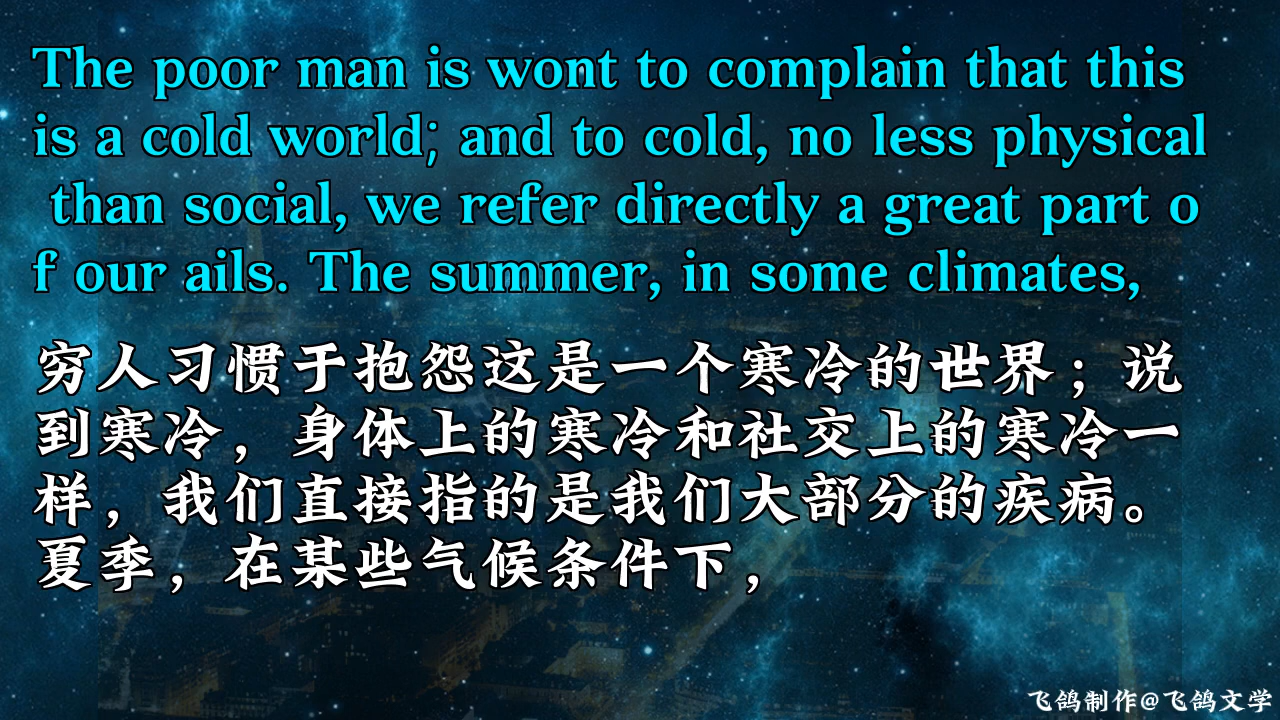 The poor man is wont to complain that this
is a cold world; and to cold, no less physical
than social, we refer directly a great part o
f our ails. The summer, in some climates,
穷人习惯于抱怨这是一个寒冷的世界；说
到寒冷，身体上的寒冷和社交上的寒冷一
样，我们直接指的是我们大部分的疾病。
夏季，在某些气候条件下，
飞鸽制作@飞鸽文学